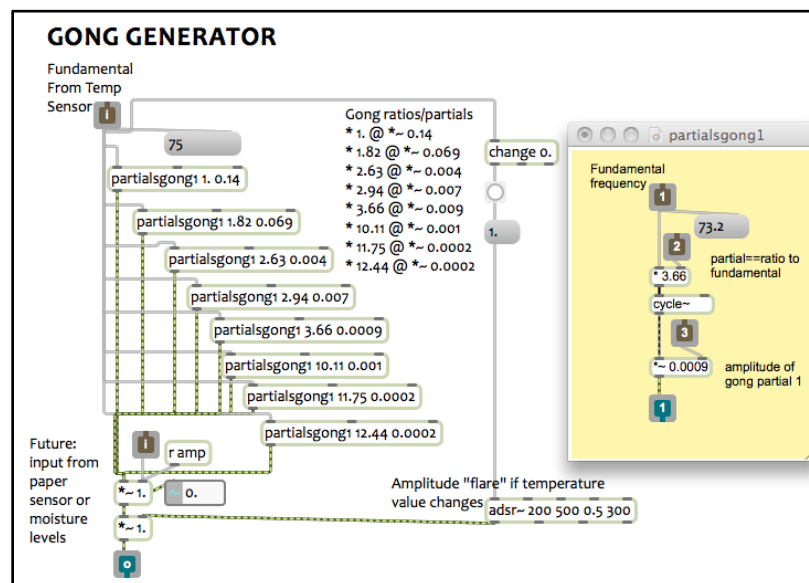 GONG GENERATOR
Fundamental
From Temp
Sensor
i
75
partialsgong1 1. 0.14
partialsgong1 1.82 0.069
partialsgong1 2.63 0.004
partialsgong1 2.94 0.007
partialsgong1 3.66 0.0009
partialsgong1 10.11 0.001
partialsgong1 11.75 0.0002
partialsgong1 12.44 0.0002
Gong ratios/partials
* 1. @ *~ 0.14
* 1.82 @ *~ 0.069
* 2.63 @ *~ 0.004
* 2.94 @ *~ 0.007
* 3.66 @ *~ 0.009
* 10.11 @ *~ 0.001
* 11.75 @ *~ 0.0002
* 12.44 @ *~ 0.0002
change 0.
1.
Future:
input from
paper
sensor or
moisture
levels
i
r amp
*~ 1.
~ 0.
*~ 1.
o
Amplitude "flare" if temperature
value changes
adsr~ 200 500 0.5 300
partialsgong1
Fundamental
frequency
1
73.2
2
partial==ratio to
fundamental
* 3.66
cycle~
3
*~ 0.0009
amplitude of
gong partial 1
1